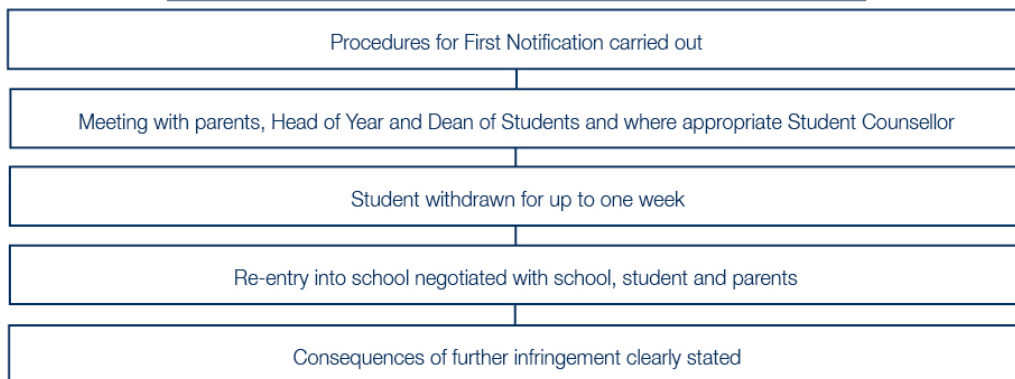 Procedures for First Notification carried out
Meeting with parents, Head of Year and Dean of Students and where appropriate Student Counsellor
Student withdrawn for up to one week
Re-entry into school negotiated with school, student and parents
Consequences of further infringement clearly stated